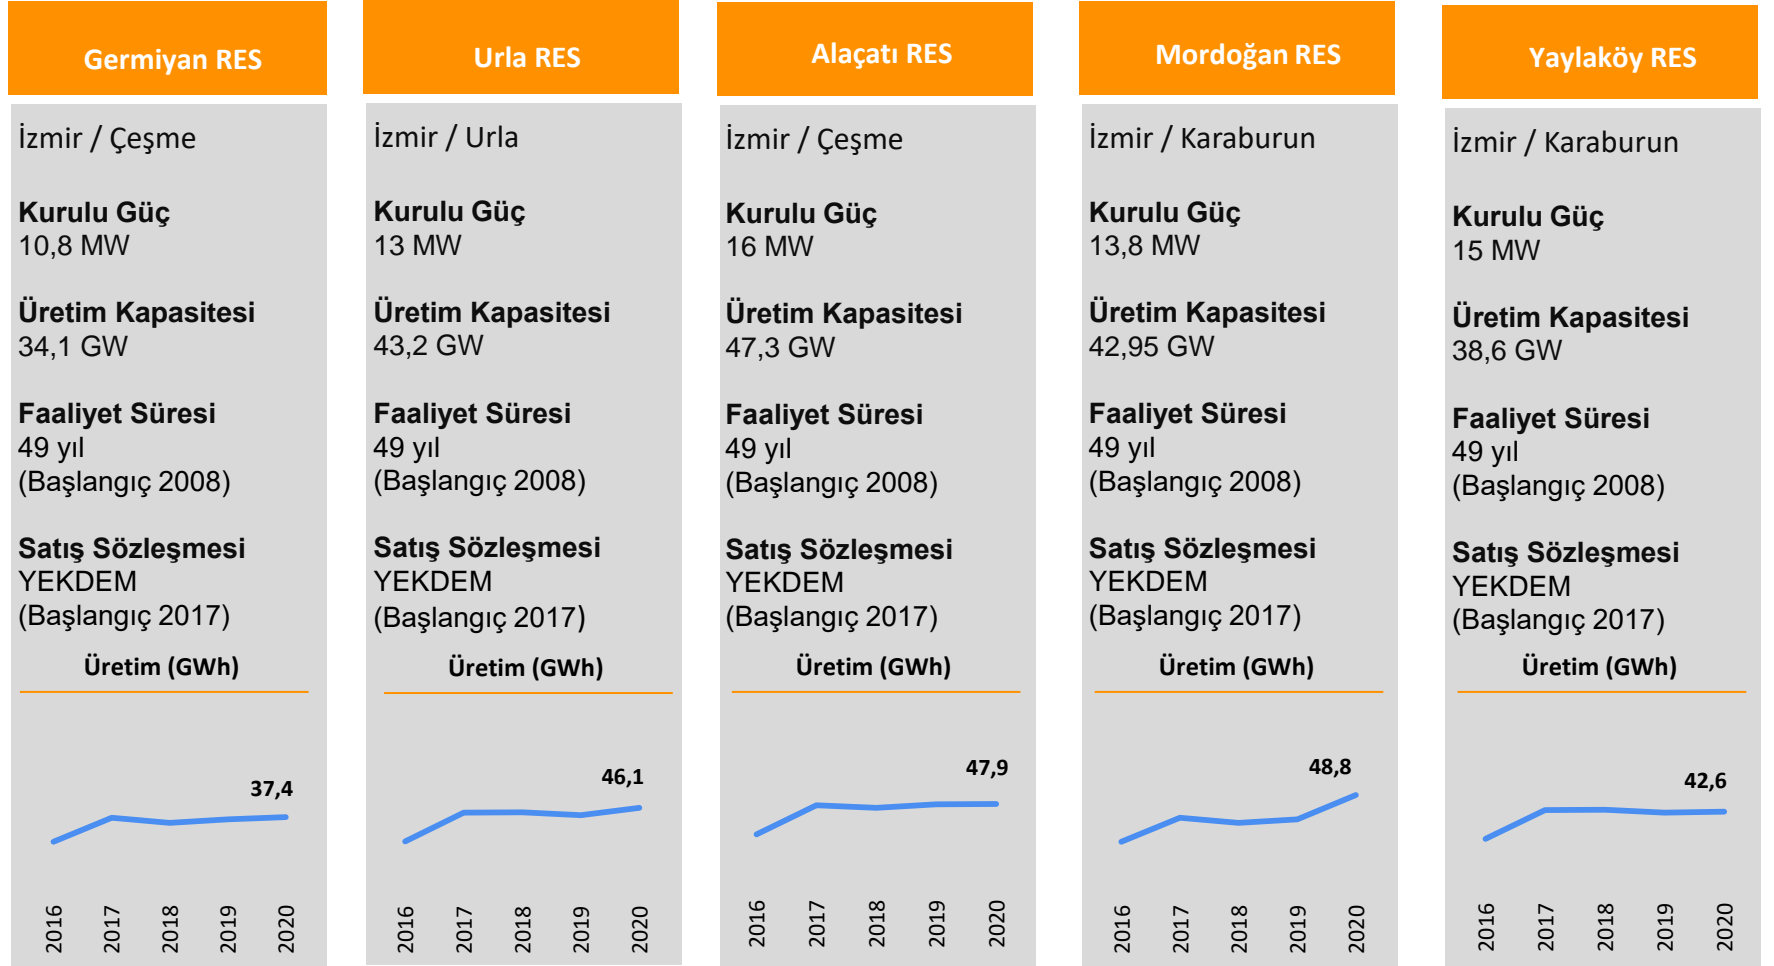 Germiyan RES
İzmir / Çeşme
Kurulu Güç
10,8 MW
Üretim Kapasitesi
34,1 GW
Faaliyet Süresi
49 yıl
(Başlangıç 2008)
Satış Sözleşmesi
YEKDEM
(Başlangıç 2017)
Üretim (GWh)
37,4
2016
2017
2018
2019
2020
Urla RES
İzmir / Urla
Kurulu Güç
13 MW
Üretim Kapasitesi
43,2 GW
Faaliyet Süresi
49 yıl
(Başlangıç 2008)
Satış Sözleşmesi
YEKDEM
(Başlangıç 2017)
Üretim (GWh)
46,1
2016
2017
2018
2019
2020
Alaçatı RES
İzmir / Çeşme
Kurulu Güç
16 MW
Üretim Kapasitesi
47,3 GW
Faaliyet Süresi
49 yıl
(Başlangıç 2008)
Satış Sözleşmesi
YEKDEM
(Başlangıç 2017)
Üretim (GWh)
47,9
2016
2017
2018
2019
2020
Mordoğan RES
İzmir / Karaburun
Kurulu Güç
13,8 MW
Üretim Kapasitesi
42,95 GW
Faaliyet Süresi
49 yıl
(Başlangıç 2008)
Satış Sözleşmesi
YEKDEM
(Başlangıç 2017)
Üretim (GWh)
48,8
2016
2017
2018
2019
2020
Yaylaköy RES
İzmir / Karaburun
Kurulu Güç
15 MW
Üretim Kapasitesi
38,6 GW
Faaliyet Süresi
49 yıl
(Başlangıç 2008)
Satış Sözleşmesi
YEKDEM
(Başlangıç 2017)
Üretim (GWh)
42,6
2016
2017
2018
2019
2020